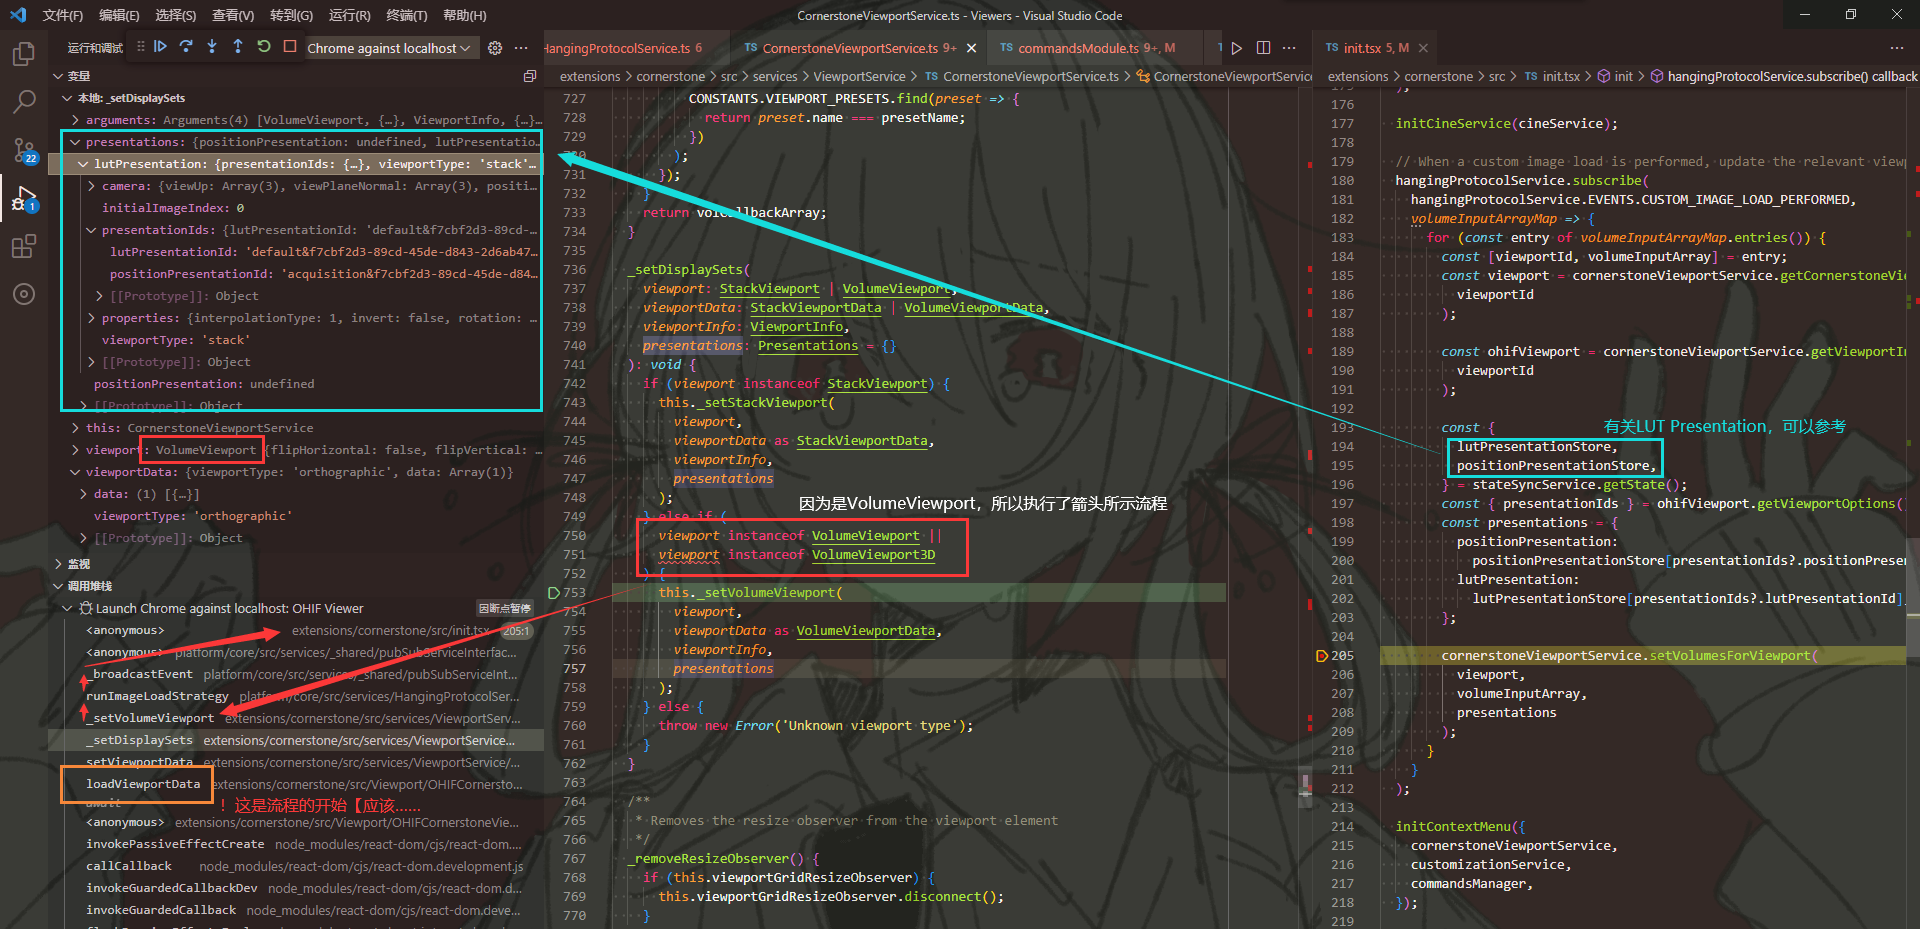 文件(F) 编辑(E) 选择(S) 查看(V) 转到(G) 运行(R) 终端(T) 帮助(H)
CornerstoneViewportService.ts - Viewers - Visual Studio Code
运行和调试
Chrome against localhost
变量
本地: _setDisplaySets
arguments: Arguments(4) [VolumeViewport, {…}, ViewportInfo, {…}…
presentations: {positionPresentation: undefined, lutPresentatio…
lutPresentation: {presentationIds: {…}, viewportType: 'stack'…
camera: {viewUp: Array(3), viewPlaneNormal: Array(3), positi…
initialImageIndex: 0
presentationIds: {lutPresentationId: 'default&f7cbf2d3-89cd-…
lutPresentationId: 'default&f7cbf2d3-89cd-45de-d843-2d6ab47…
positionPresentationId: 'acquisition&f7cbf2d3-89cd-45de-d84…
[[Prototype]]: Object
properties: {interpolationType: 1, invert: false, rotation: …
viewportType: 'stack'
[[Prototype]]: Object
positionPresentation: undefined
[[Prototype]]: Object
this: CornerstoneViewportService
viewport: VolumeViewport {flipHorizontal: false, flipVertical: …
viewportData: {viewportType: 'orthographic', data: Array(1)}
data: (1) [{…}]
viewportType: 'orthographic'
[[Prototype]]: Object
监视
调用堆栈
Launch Chrome against localhost: OHIF Viewer 因断点暂停
<anonymous> extensions/cornerstone/src/init.tsx 205:1
<anonymous> platform/core/src/services/_shared/pubSubServiceInterfac...
_broadcastEvent platform/core/src/services/_shared/pubSubServiceInt...
runImageLoadStrategy platform/core/src/services/HangingProtocolSer...
_setVolumeViewport extensions/cornerstone/src/services/ViewportServ...
_setDisplaySets extensions/cornerstone/src/services/ViewportService...
setViewportData extensions/cornerstone/src/services/ViewportService/...
loadViewportData extensions/cornerstone/src/Viewport/OHIFCornersto...
await
！这是流程的开始【应该......
<anonymous> extensions/cornerstone/src/Viewport/OHIFCornerstoneVie...
invokePassiveEffectCreate node_modules/react-dom/cjs/react-dom....
callCallback node_modules/react-dom/cjs/react-dom.development.js
invokeGuardedCallbackDev node_modules/react-dom/cjs/react-dom.d...
invokeGuardedCallback node_modules/react-dom/cjs/react-dom.deve...
22
1
HangingProtocolService.ts 6
TS CornerstoneViewportService.ts 9+
TS commandsModule.ts 9+, M
extensions > cornerstone > src > services > ViewportService > TS CornerstoneViewportService.ts > CornerstoneViewportService
727 CONSTANTS.VIEWPORT_PRESETS.find(preset => {
728 return preset.name === presetName;
729 })
730 );
731 });
732 }
733 return voiCallbackArray;
734 }
735
736 _setDisplaySets(
737 viewport: StackViewport | VolumeViewport,
738 viewportData: StackViewportData | VolumeViewportData,
739 viewportInfo: ViewportInfo,
740 presentations: Presentations = {}
741 ): void {
742 if (viewport instanceof StackViewport) {
743 this._setStackViewport(
744 viewport,
745 viewportData as StackViewportData,
746 viewportInfo,
747 presentations
748 );
因为是VolumeViewport，所以执行了箭头所示流程
749 } else if (
750 viewport instanceof VolumeViewport ||
751 viewport instanceof VolumeViewport3D
752 ) {
753 this._setVolumeViewport(
754 viewport,
755 viewportData as VolumeViewportData,
756 viewportInfo,
757 presentations
758 );
759 } else {
760 throw new Error('Unknown viewport type');
761 }
762 }
763
764 /**
765 * Removes the resize observer from the viewport element
766 */
767 _removeResizeObserver() {
768 if (this.viewportGridResizeObserver) {
769 this.viewportGridResizeObserver.disconnect();
770 }
TS init.tsx 5, M
extensions > cornerstone > src > TS init.tsx > init > hangingProtocolService.subscribe() callback
176
177 initCineService(cineService);
178
179 // When a custom image load is performed, update the relevant view
180 hangingProtocolService.subscribe(
181 hangingProtocolService.EVENTS.CUSTOM_IMAGE_LOAD_PERFORMED,
182 volumeInputArrayMap => {
183 for (const entry of volumeInputArrayMap.entries()) {
184 const [viewportId, volumeInputArray] = entry;
185 const viewport = cornerstoneViewportService.getCornerstoneVi
186 viewportId
187 );
188
189 const ohifViewport = cornerstoneViewportService.getViewportI
190 viewportId
191 );
192
193 const {
有关LUT Presentation，可以参考
194 lutPresentationStore,
195 positionPresentationStore,
196 } = stateSyncService.getState();
197 const { presentationIds } = ohifViewport.getViewportOptions(
198 const presentations = {
199 positionPresentation:
200 positionPresentationStore[presentationIds?.positionPresen
201 lutPresentation:
202 lutPresentationStore[presentationIds?.lutPresentationId],
203 };
204
205 cornerstoneViewportService.setVolumesForViewport(
206 viewport,
207 volumeInputArray,
208 presentations
209 );
210 }
211 }
212 );
213
214 initContextMenu({
215 cornerstoneViewportService,
216 customizationService,
217 commandsManager,
218 });
219